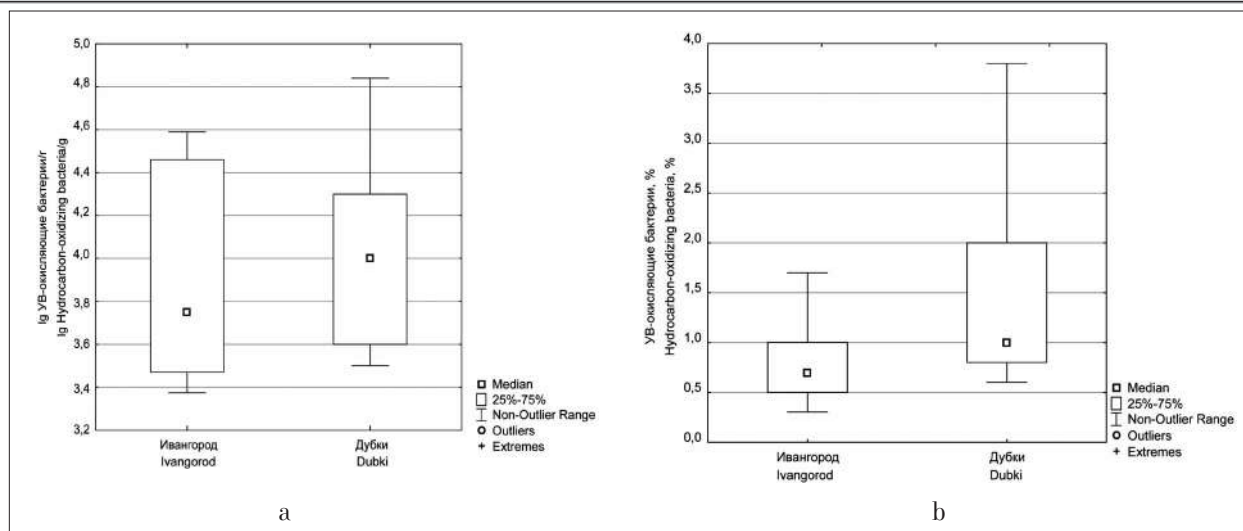 5,0
4,8
4,6
4,4
4,2
4,0
3,8
3,6
3,4
3,2
lg УВ-окисляющие бактерии/г
lg Hydrocarbon-oxidizing bacteria/g
Ивангород
Ivangorod
Дубки
Dubki
Median
25%-75%
Non-Outlier Range
Outliers
Extremes
a
4,0
3,5
3,0
2,5
2,0
1,5
1,0
0,5
0,0
УВ-окисляющие бактерии, %
Hydrocarbon-oxidizing bacteria, %
Ивангород
Ivangorod
Дубки
Dubki
Median
25%-75%
Non-Outlier Range
Outliers
Extremes
b